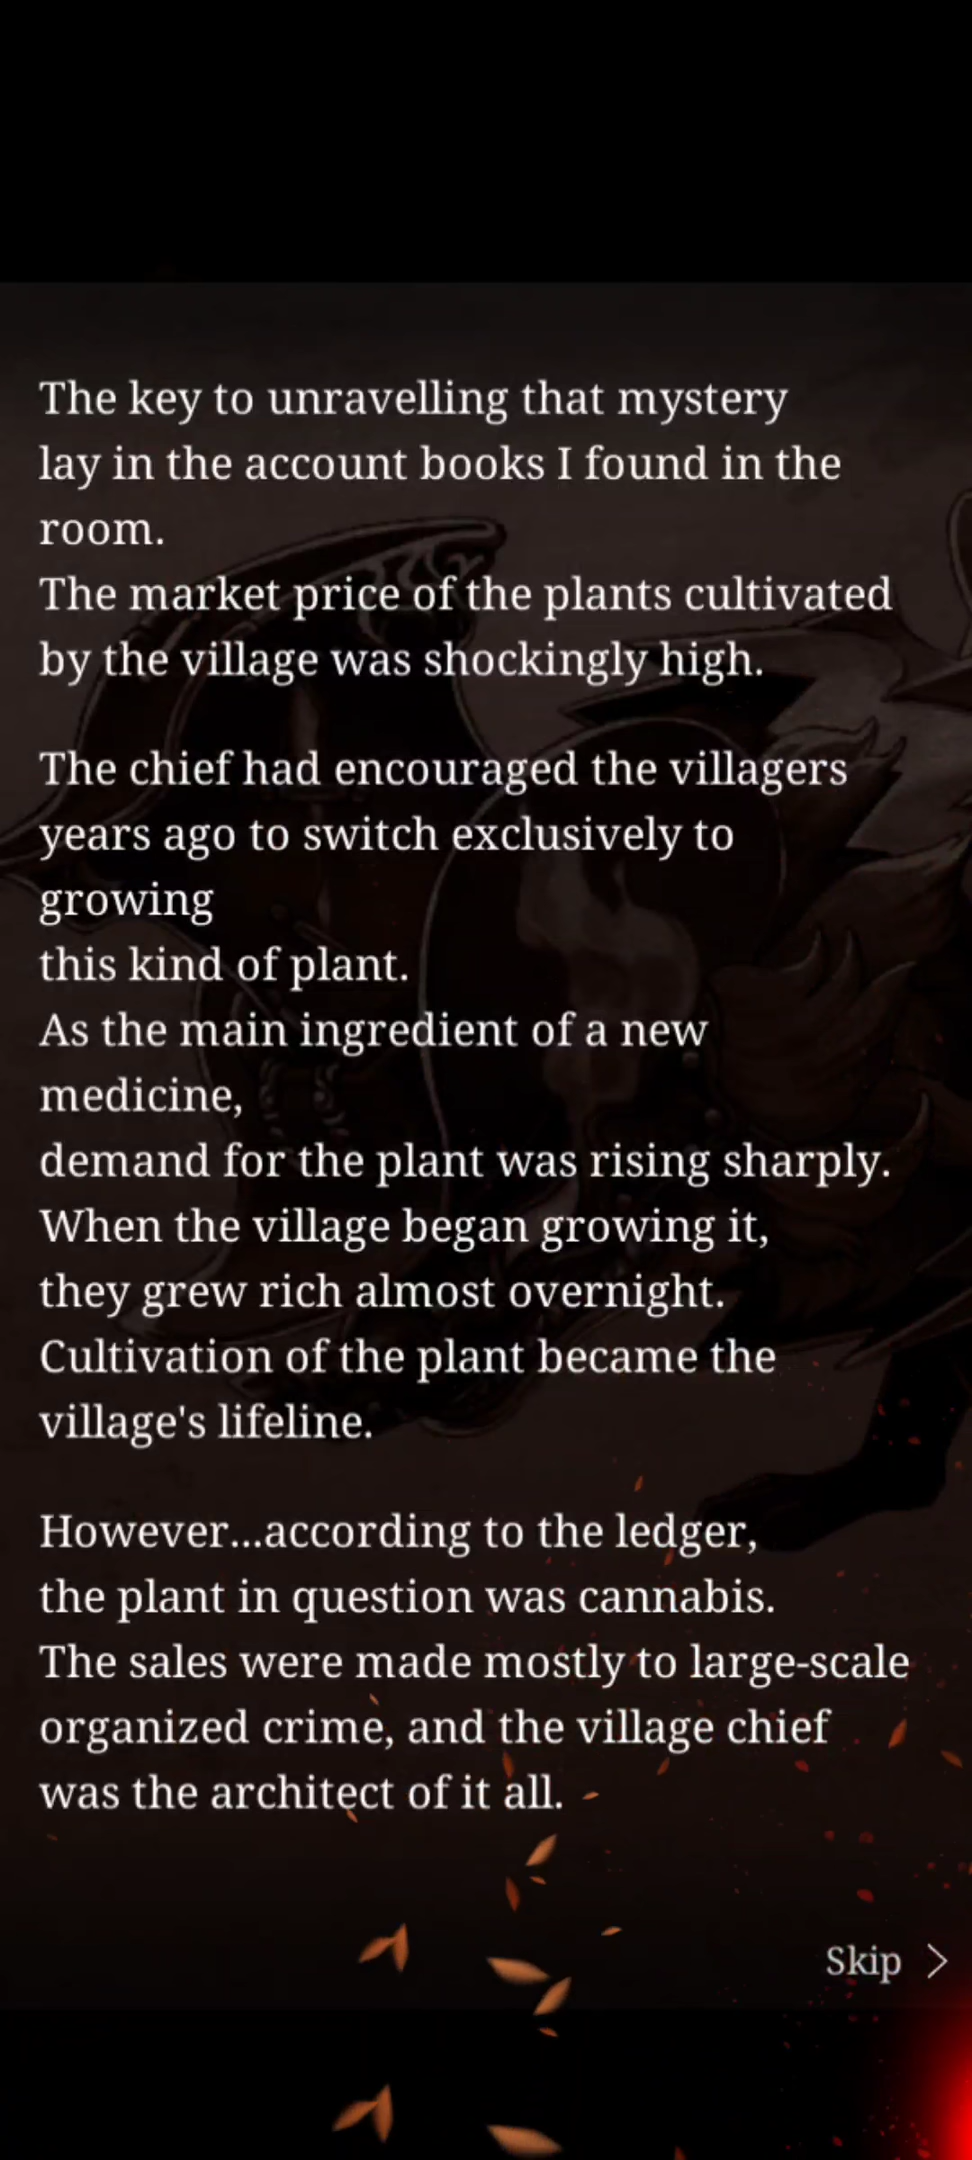 The key to unravelling that mystery
lay in the account books I found in the
room.
The market price of the plants cultivated
by the village was shockingly high.
The chief had encouraged the villagers
years ago to switch exclusively to
growing
this kind of plant.
As the main ingredient of a new
medicine,
demand for the plant was rising sharply.
When the village began growing it,
they grew rich almost overnight.
Cultivation of the plant became the
village's lifeline.
However...according to the ledger,
the plant in question was cannabis.
The sales were made mostly to large-scale
organized crime, and the village chief
was the architect of it all.
Skip